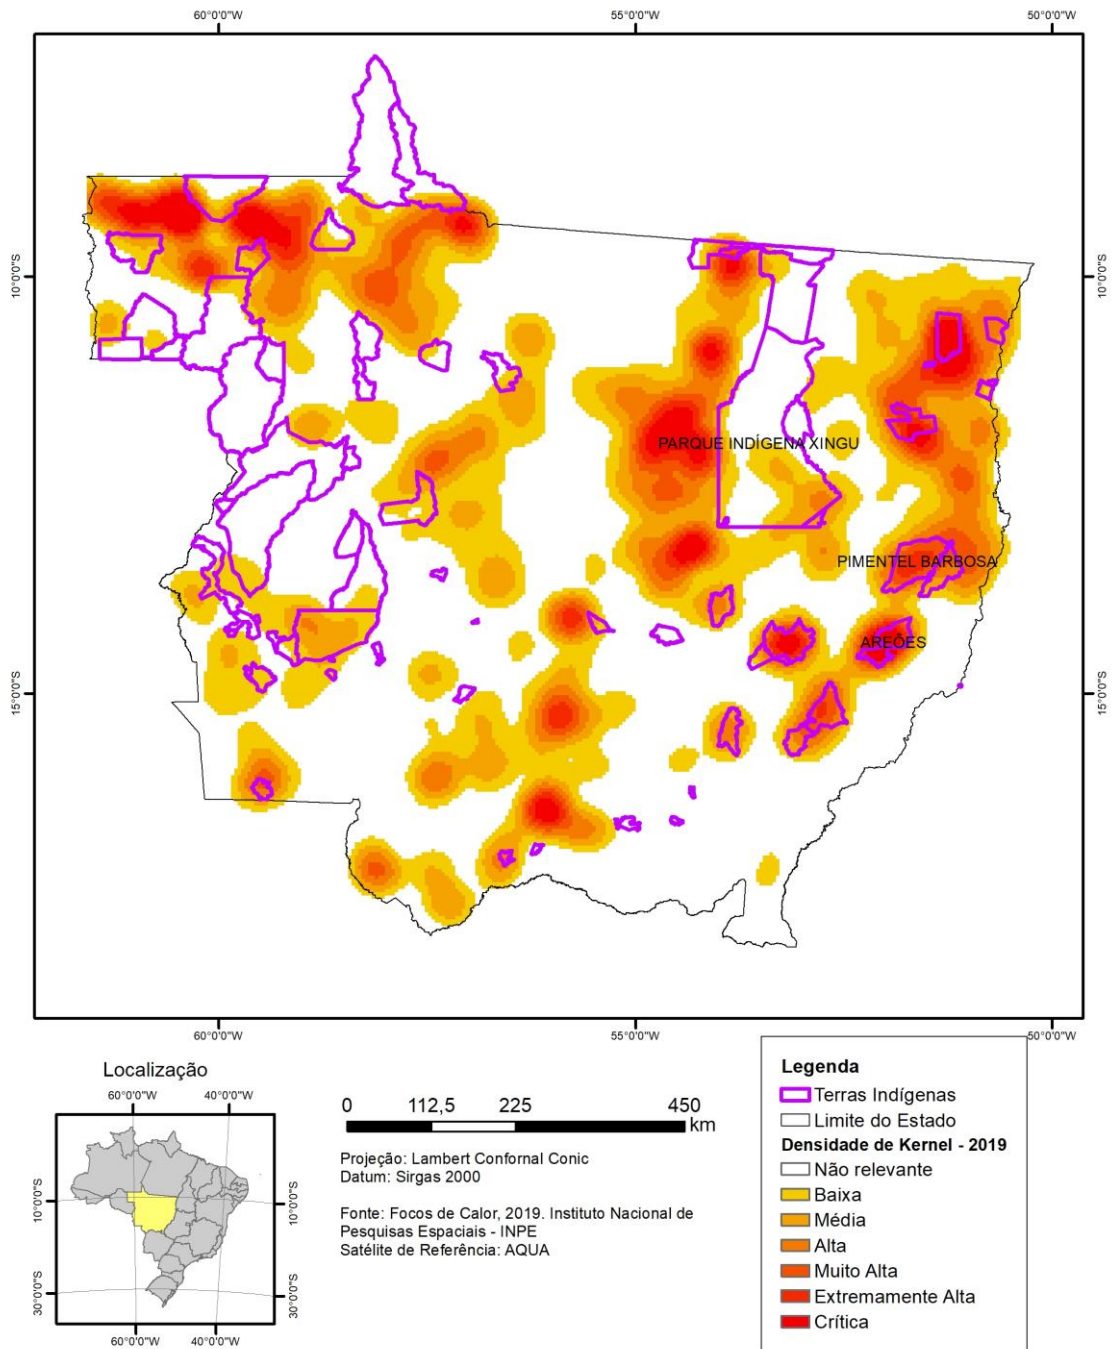 60°0'0"W
55°0'0"W
50°0'0"W
10°0'0"S
10°0'0"S
PARQUE INDÍGENA XINGU
PIMENTEL BARBOSA
AREÕES
15°0'0"S
15°0'0"S
60°0'0"W
55°0'0"W
50°0'0"W
Localização
60°0'0"W
40°0'0"W
10°0'0"S
10°0'0"S
30°0'0"S
30°0'0"S
60°0'0"W
40°0'0"W
0 112,5 225 450
km
Projeção: Lambert Confornal Conic
Datum: Sirgas 2000
Fonte: Focos de Calor, 2019. Instituto Nacional de
Pesquisas Espaciais - INPE
Satélite de Referência: AQUA
Legenda
Terras Indígenas
Limite do Estado
Densidade de Kernel - 2019
Não relevante
Baixa
Média
Alta
Muito Alta
Extremamente Alta
Crítica